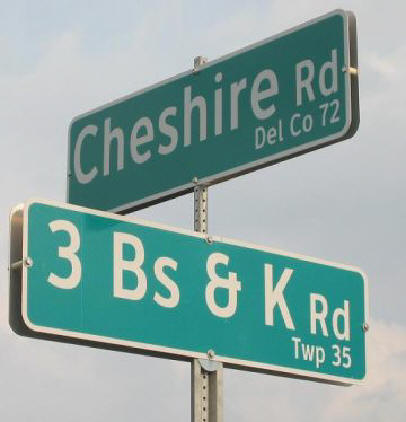 Cheshire Rd
Del Co 72
3 Bs & K Rd
Twp 35